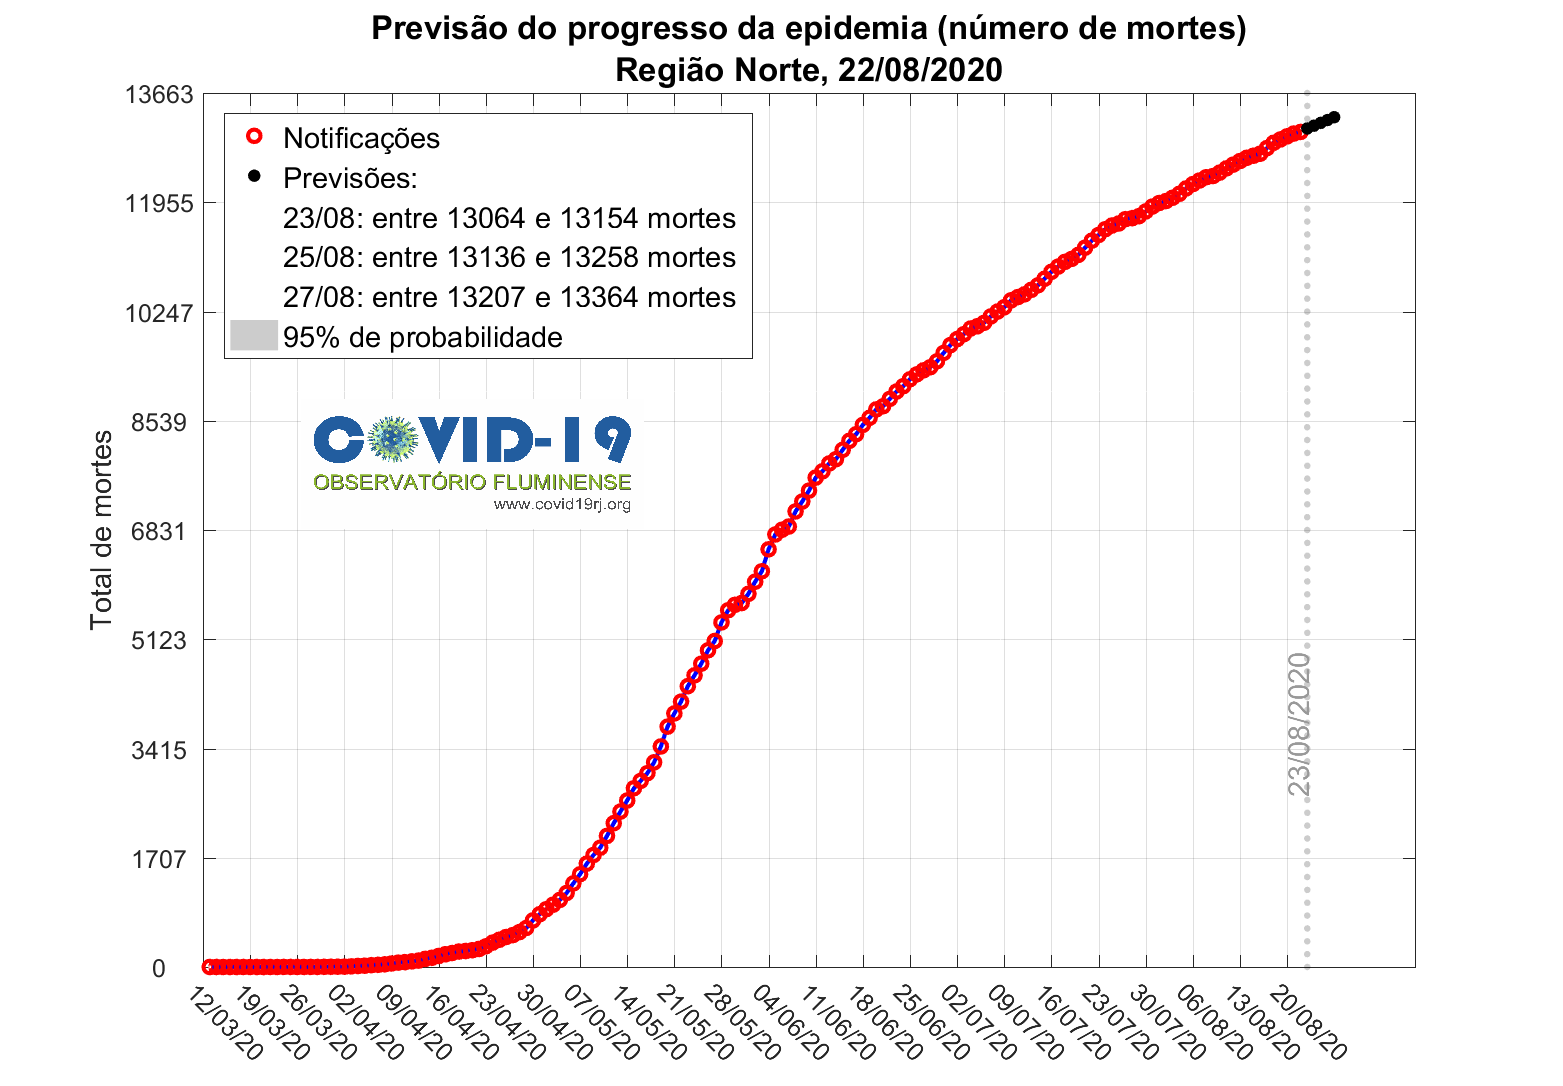 Previsão do progresso da epidemia (número de mortes)
Região Norte, 22/08/2020
Notificações
Previsões:
23/08: entre 13064 e 13154 mortes
25/08: entre 13136 e 13258 mortes
27/08: entre 13207 e 13364 mortes
95% de probabilidade
COVID-19
OBSERVATÓRIO FLUMINENSE
www.covid19rj.org
Total de mortes
13663
11955
10247
8539
6831
5123
3415
1707
0
23/08/2020
12/03/20
19/03/20
26/03/20
02/04/20
09/04/20
16/04/20
23/04/20
30/04/20
07/05/20
14/05/20
21/05/20
28/05/20
04/06/20
11/06/20
18/06/20
25/06/20
02/07/20
09/07/20
16/07/20
23/07/20
30/07/20
06/08/20
13/08/20
20/08/20